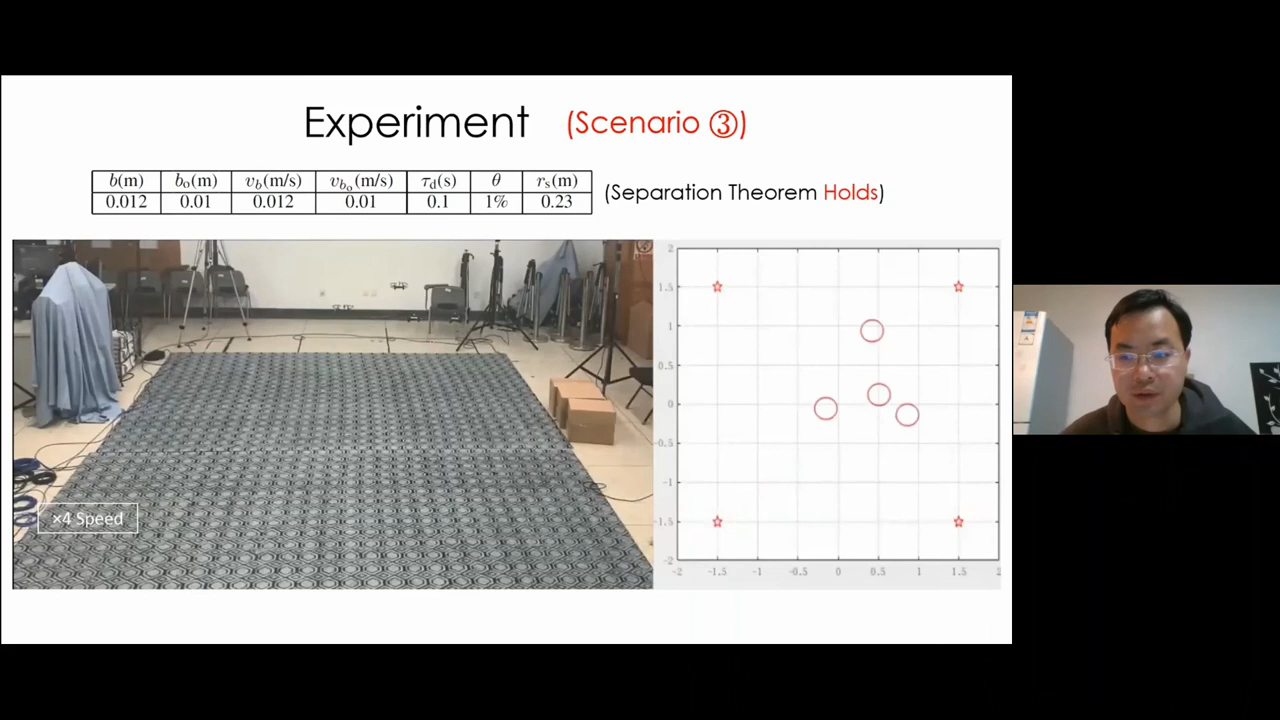 Experiment (Scenario ③)
b(m) b₀(m) v_b(m/s) v_b₀(m/s) τ_d(s) θ r_s(m)
0.012 0.01 0.012 0.01 0.1 1% 0.23
(Separation Theorem Holds)
×4 Speed
2
1.5
1
0.5
0
-0.5
-1
-1.5
-2
-2 -1.5 -1 -0.5 0 0.5 1 1.5 2